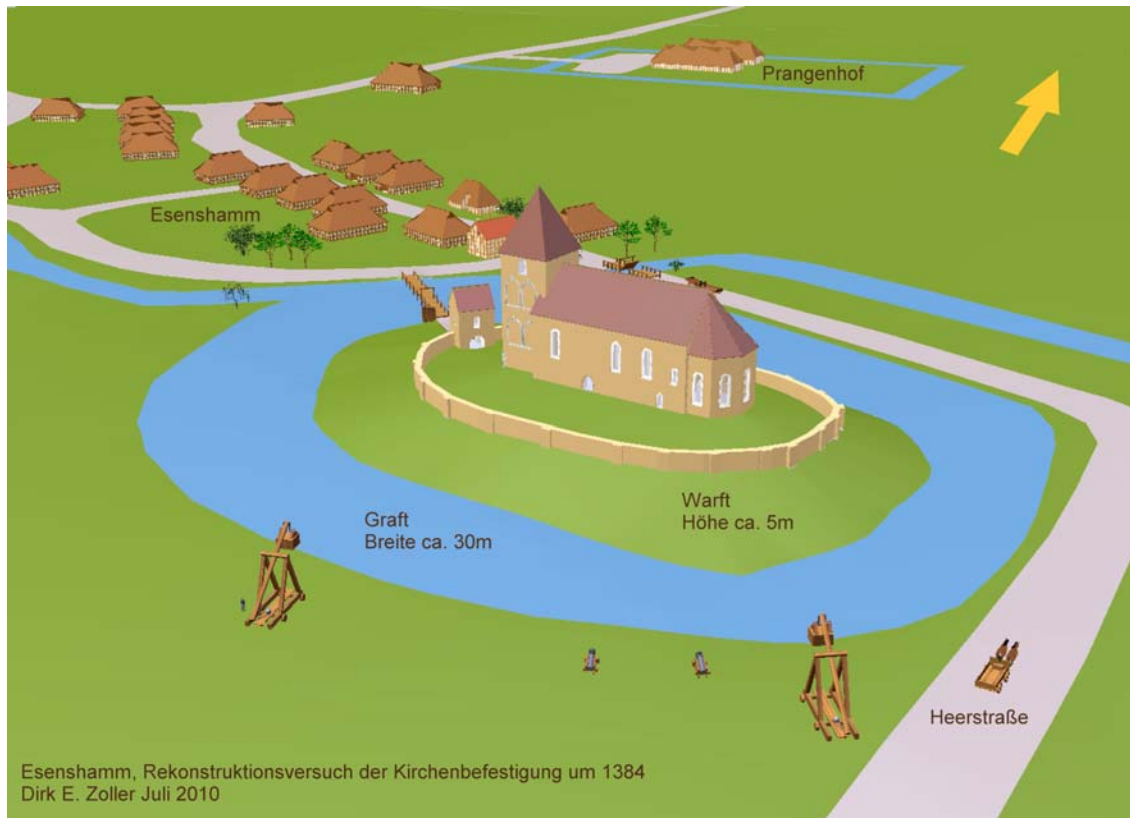 Prangenhof
Esenshamm
Graft
Breite ca. 30m
Warft
Höhe ca. 5m
Heerstraße
Esenshamm, Rekonstruktionsversuch der Kirchenbefestigung um 1384
Dirk E. Zoller Juli 2010